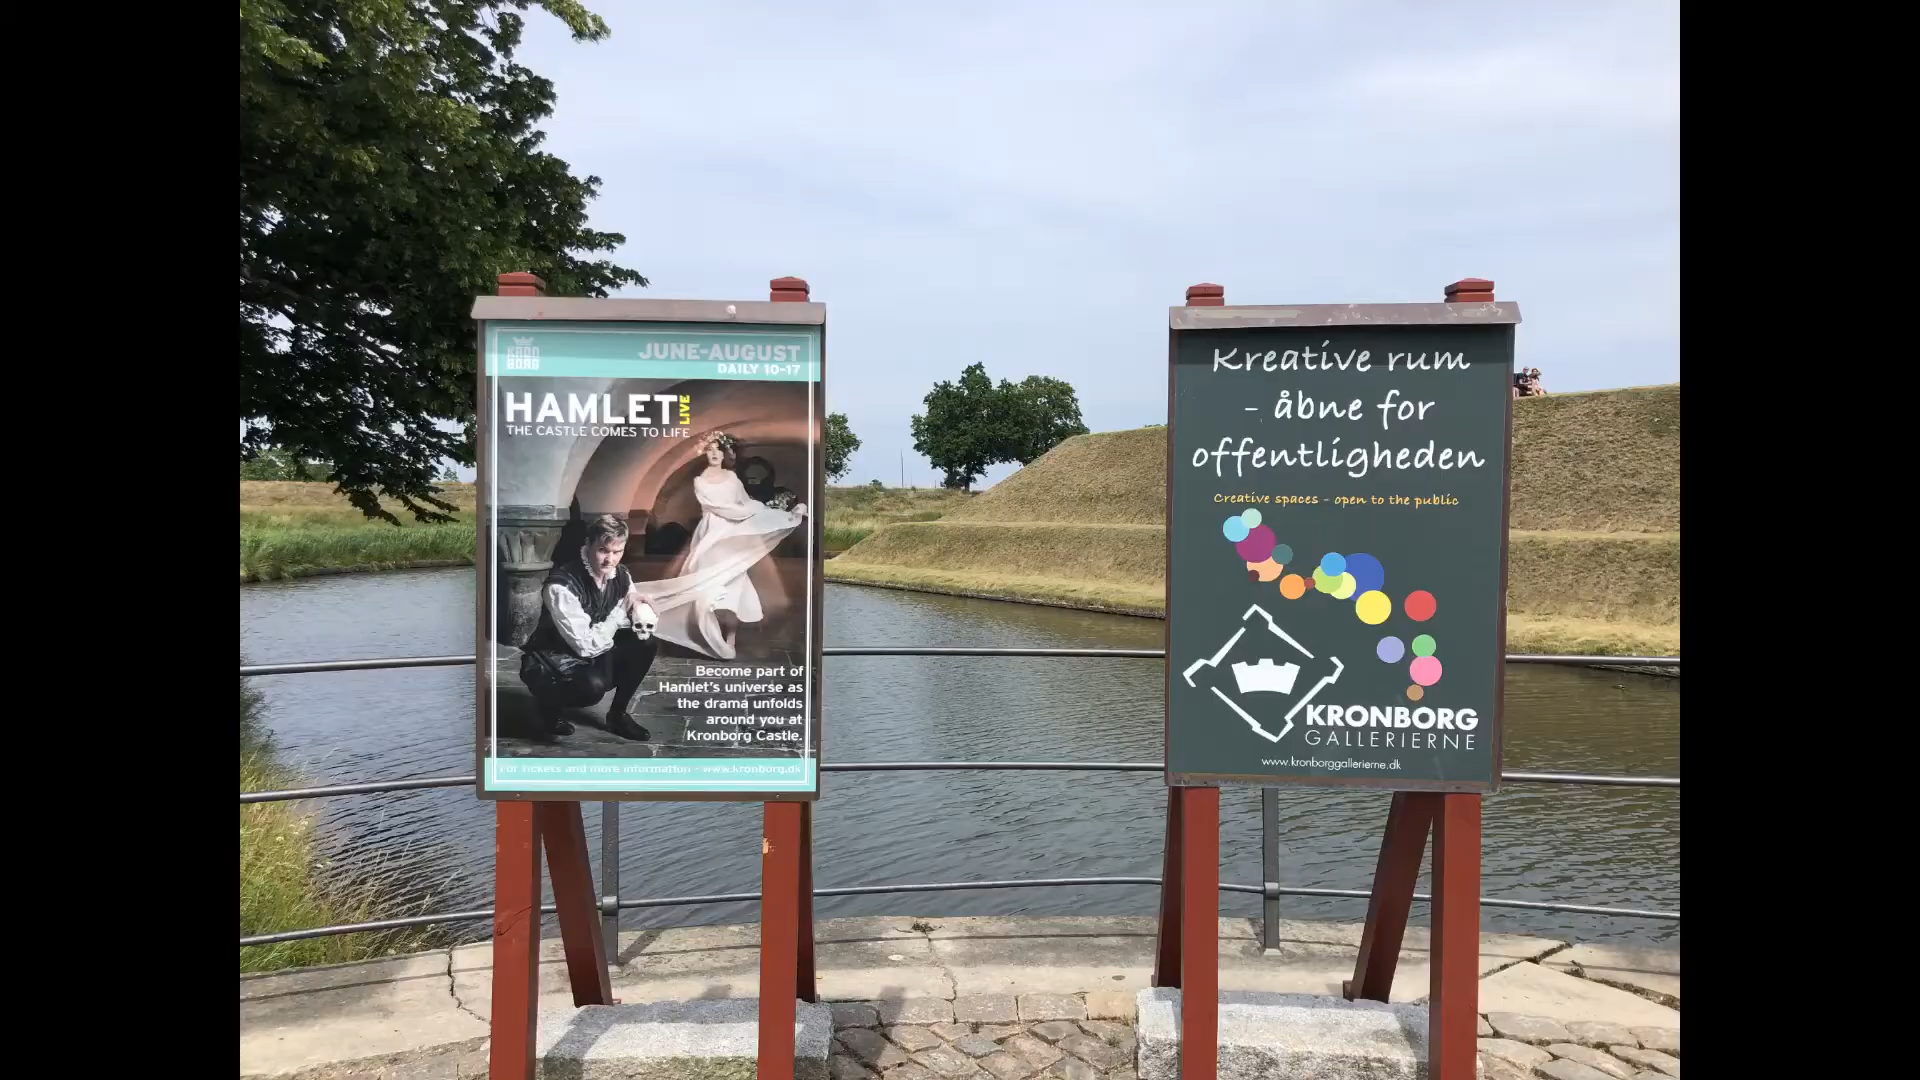 KRON
BORG
JUNE-AUGUST
DAILY 10-17
HAMLET LIVE
THE CASTLE COMES TO LIFE
Become part of
Hamlet's universe as
the drama unfolds
around you at
Kronborg Castle.
For tickets and more information - www.kronborg.dk
Kreative rum
- åbne for
offentligheden
Creative spaces - open to the public
KRONBORG
GALLERIERNE
www.kronborggallerierne.dk